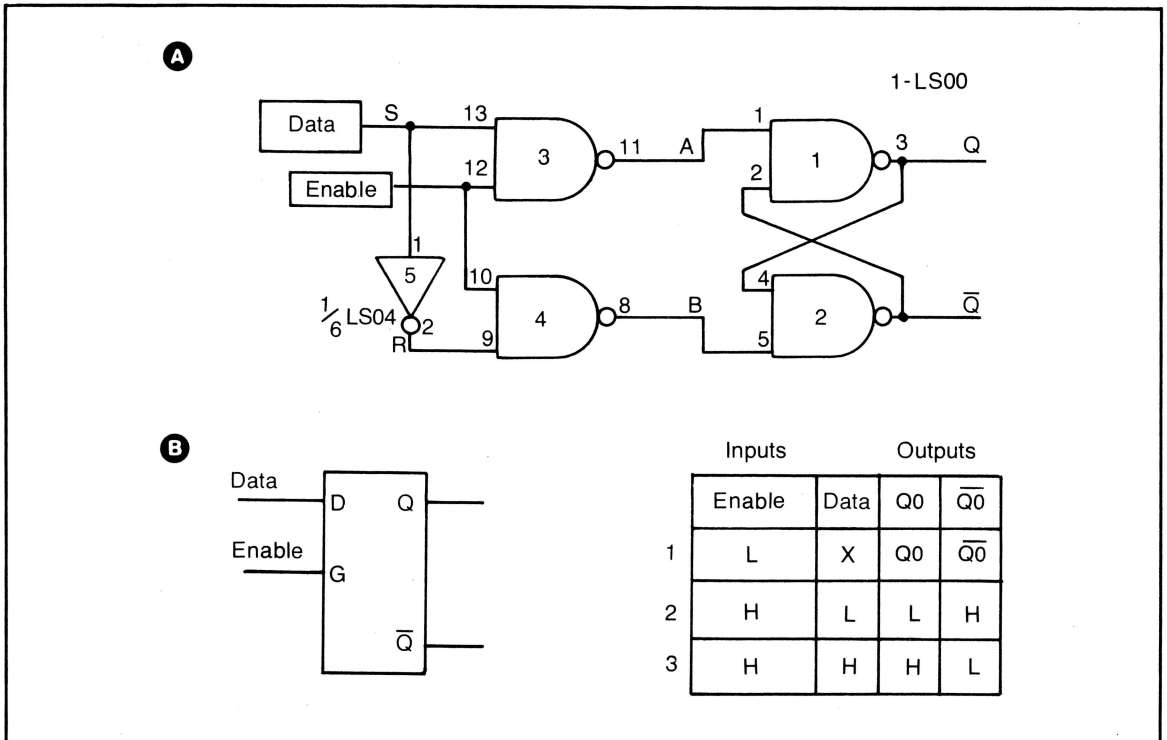 A
1-LS00
Data
S
13
3
11
A
1
1
3
Q
12
2
Enable
1
5
10
4
1/6 LS04
2
4
8
B
2
Q̅
R
9
5
B
Data
D
Q
Enable
G
Q̅
Inputs Outputs
Enable Data Q0 Q̅0̅
1 L X Q0 Q̅0̅
2 H L L H
3 H H H L